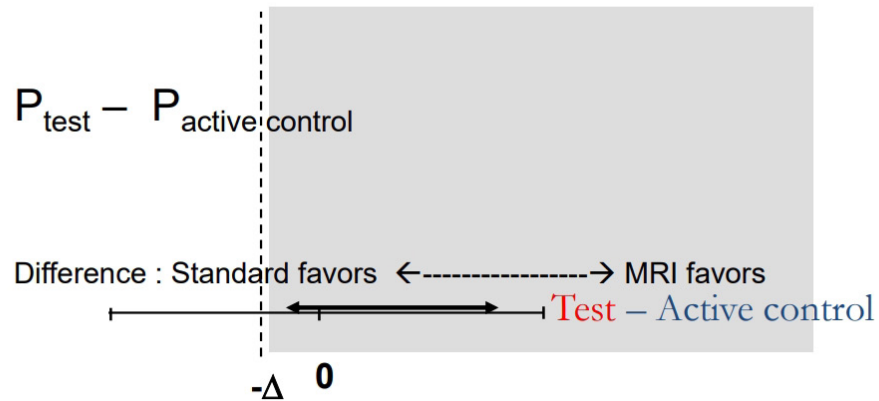 P_test – P_active control
Difference : Standard favors ←----------------→ MRI favors
Test – Active control
-Δ 0